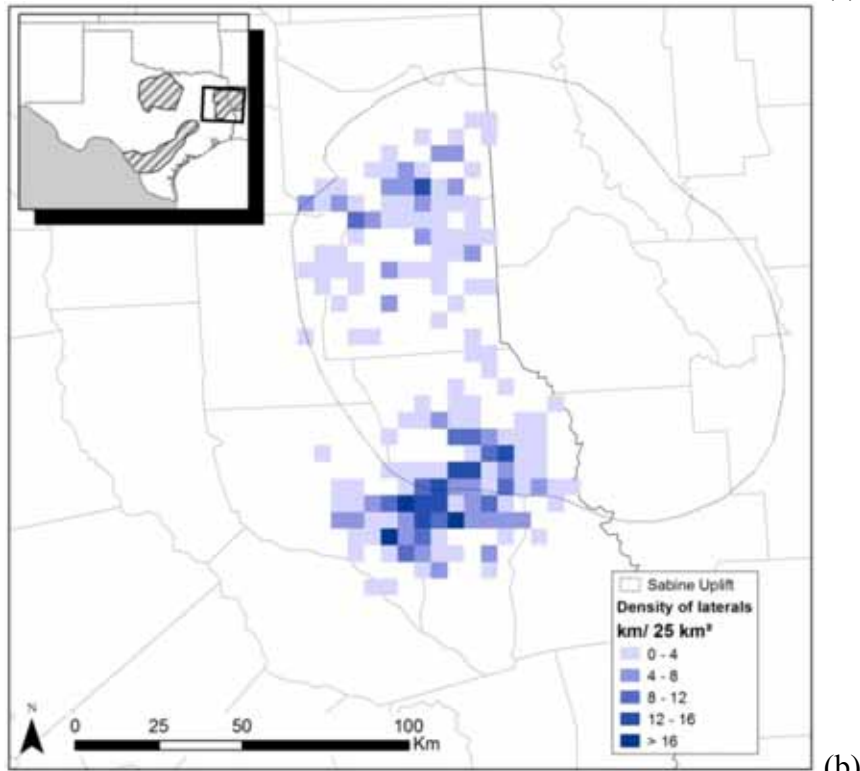 Sabine Uplift
Density of laterals
km/ 25 km²
0 - 4
4 - 8
8 - 12
12 - 16
> 16
N
0 25 50 100
Km
(b)